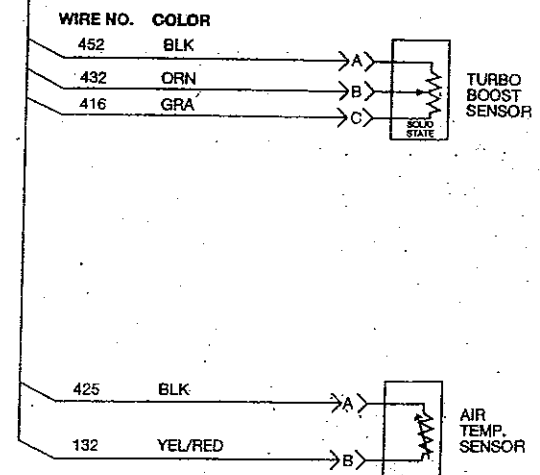 WIRE NO. COLOR
452 BLK
A
432 ORN
B
416 GRA
C
TURBO
BOOST
SENSOR
SOLID
STATE
425 BLK
A
132 YEL/RED
B
AIR
TEMP.
SENSOR